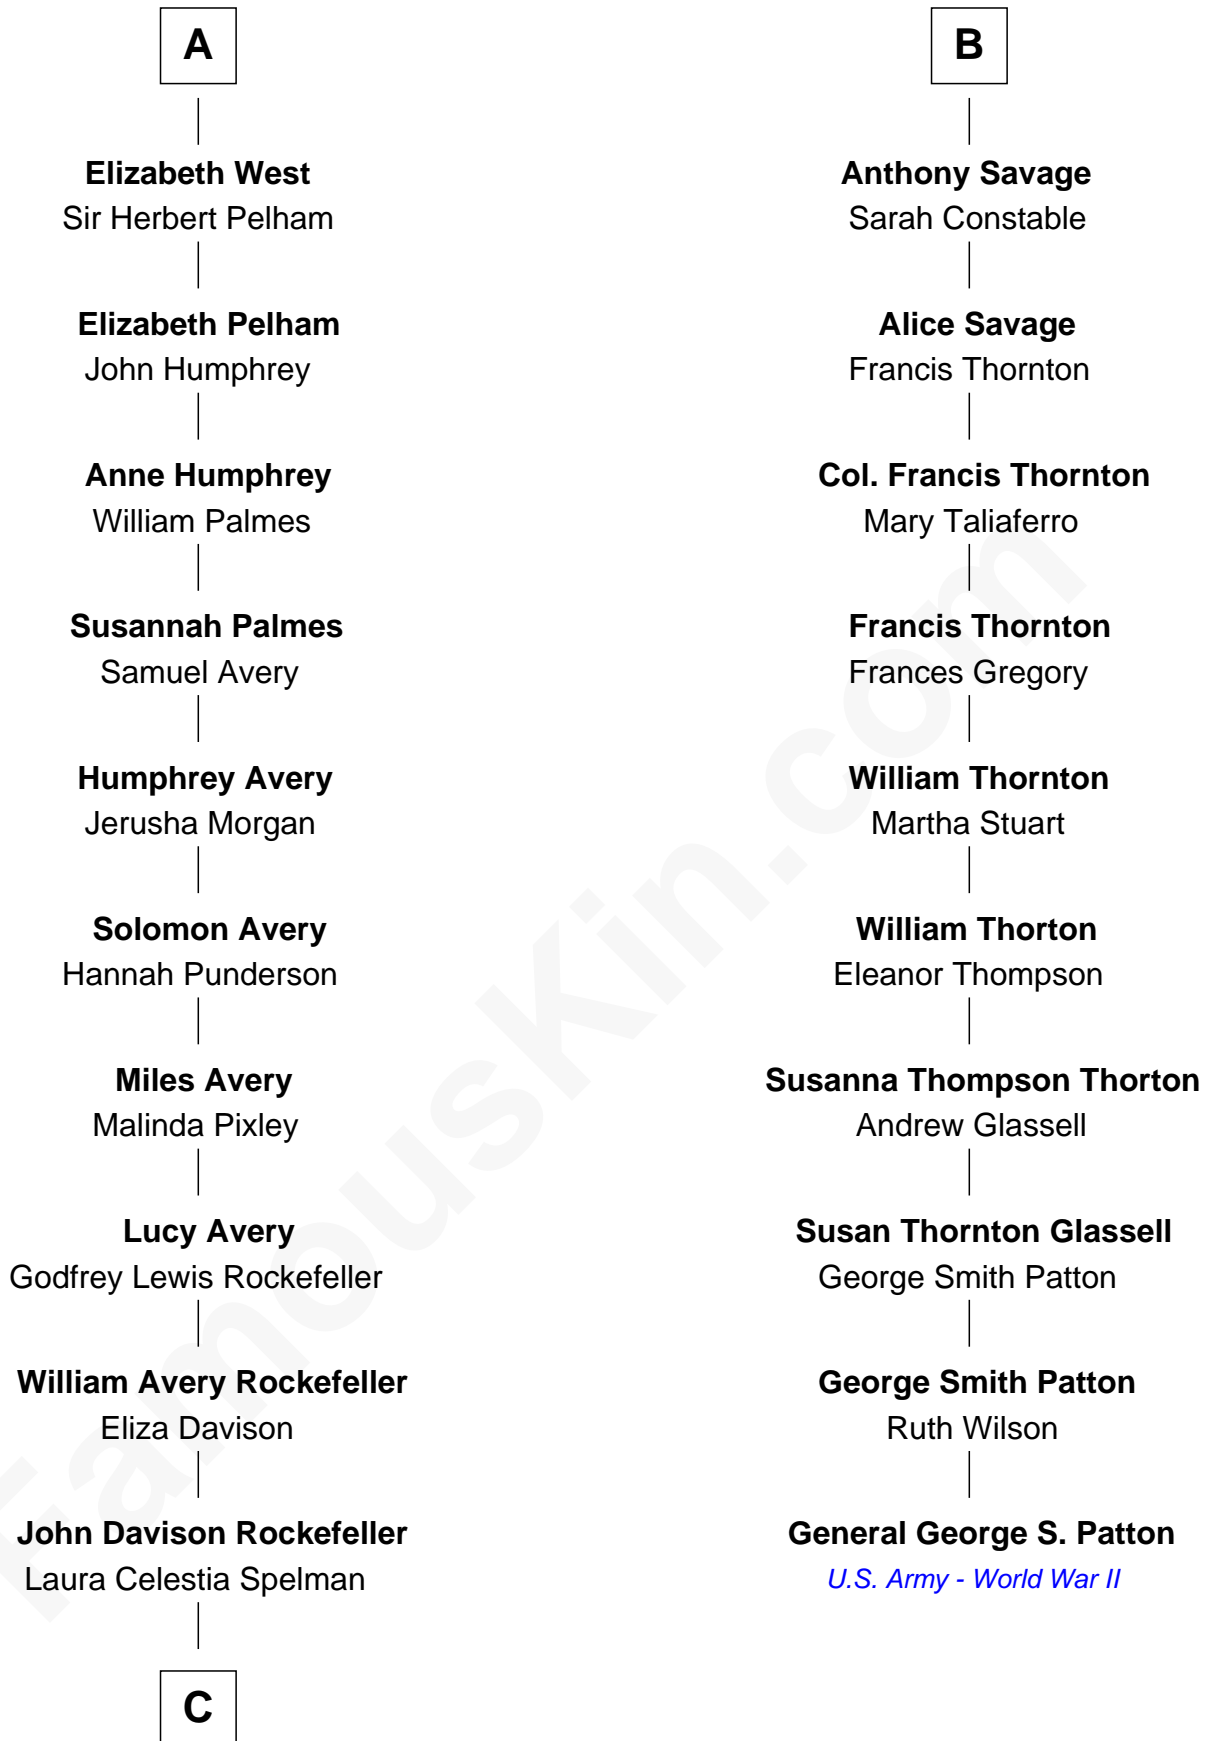 A
Elizabeth West
Sir Herbert Pelham
Elizabeth Pelham
John Humphrey
Anne Humphrey
William Palmes
Susannah Palmes
Samuel Avery
Humphrey Avery
Jerusha Morgan
Solomon Avery
Hannah Punderson
Miles Avery
Malinda Pixley
Lucy Avery
Godfrey Lewis Rockefeller
William Avery Rockefeller
Eliza Davison
John Davison Rockefeller
Laura Celestia Spelman
C
B
Anthony Savage
Sarah Constable
Alice Savage
Francis Thornton
Col. Francis Thornton
Mary Taliaferro
Francis Thornton
Frances Gregory
William Thornton
Martha Stuart
William Thorton
Eleanor Thompson
Susanna Thompson Thorton
Andrew Glassell
Susan Thornton Glassell
George Smith Patton
George Smith Patton
Ruth Wilson
General George S. Patton
U.S. Army - World War II
FamousKin.com